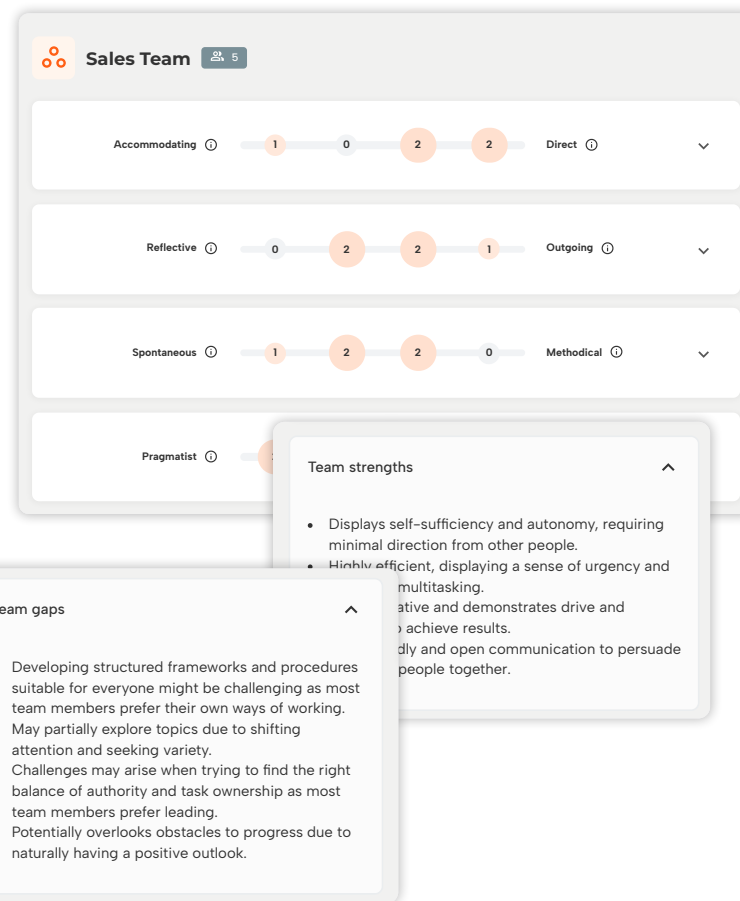 Sales Team 5
Accommodating 1 0 2 2 Direct
Reflective 0 2 2 1 Outgoing
Spontaneous 1 2 2 0 Methodical
Pragmatist
Team strengths
• Displays self-sufficiency and autonomy, requiring
minimal direction from other people.
• Highly efficient, displaying a sense of urgency and
multitasking.
and demonstrates drive and
achieve results.
and open communication to persuade
people together.
gaps
Developing structured frameworks and procedures
suitable for everyone might be challenging as most
team members prefer their own ways of working.
May partially explore topics due to shifting
attention and seeking variety.
Challenges may arise when trying to find the right
balance of authority and task ownership as most
team members prefer leading.
Potentially overlooks obstacles to progress due to
naturally having a positive outlook.